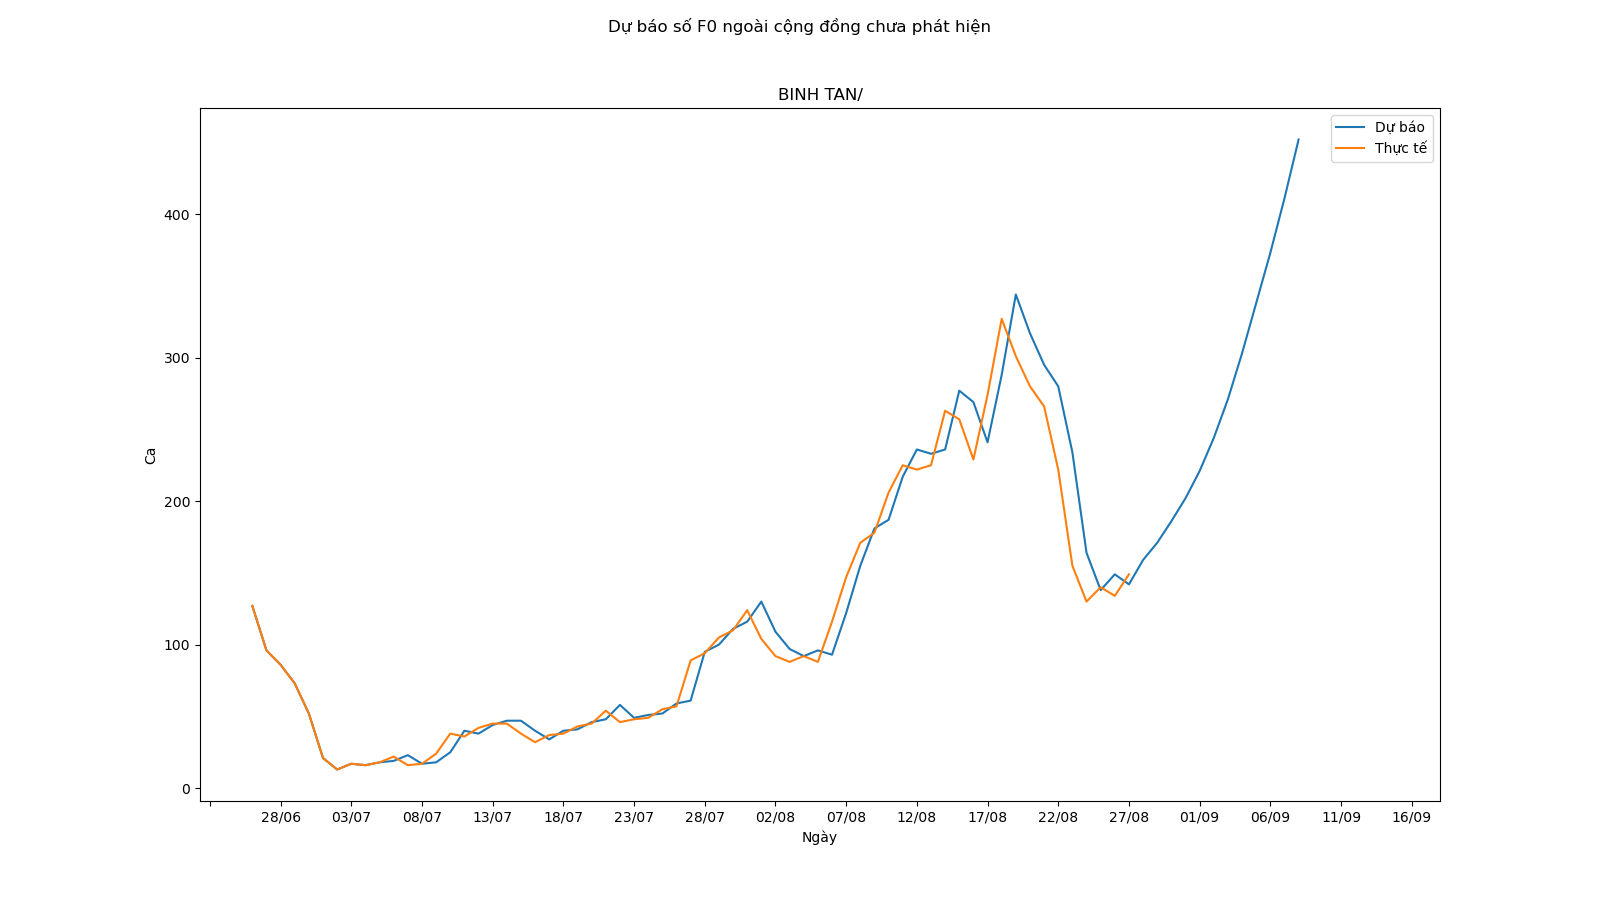 Dự báo số F0 ngoài cộng đồng chưa phát hiện
BINH TAN/
Dự báo
Thực tế
400
300
200
100
0
Ca
28/06 03/07 08/07 13/07 18/07 23/07 28/07 02/08 07/08 12/08 17/08 22/08 27/08 01/09 06/09 11/09 16/09
Ngày